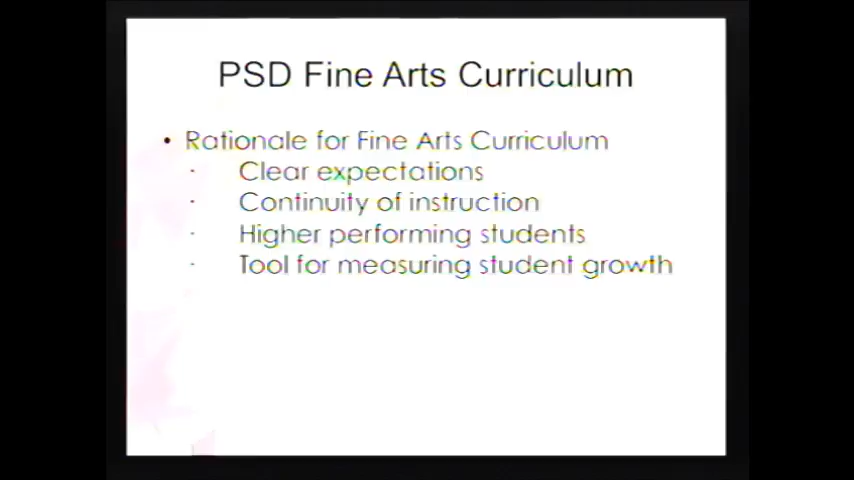 PSD Fine Arts Curriculum
• Rationale for Fine Arts Curriculum
· Clear expectations
· Continuity of instruction
· Higher performing students
· Tool for measuring student growth